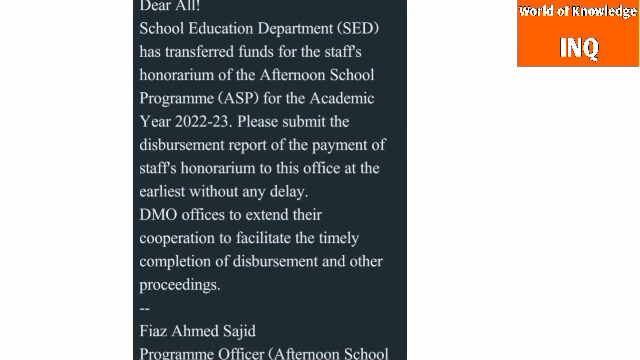 Dear All!
School Education Department (SED)
has transferred funds for the staff's
honorarium of the Afternoon School
Programme (ASP) for the Academic
Year 2022-23. Please submit the
disbursement report of the payment of
staff's honorarium to this office at the
earliest without any delay.
DMO offices to extend their
cooperation to facilitate the timely
completion of disbursement and other
proceedings.
--
Fiaz Ahmed Sajid
Programme Officer (Afternoon School
World of Knowledge
INQ